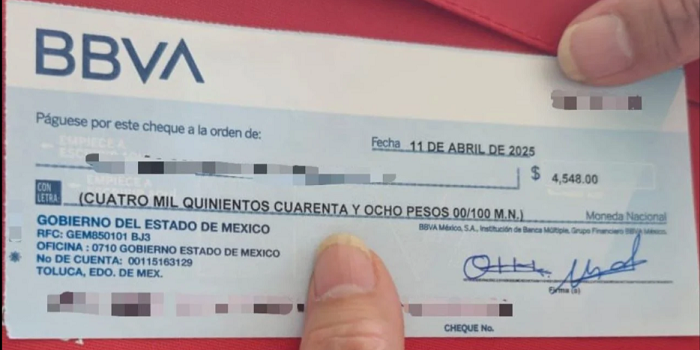 BBVA
Páguese por este cheque a la orden de:
Fecha 11 DE ABRIL DE 2025
$ 4,548.00
CON LETRA (CUATRO MIL QUINIENTOS CUARENTA Y OCHO PESOS 00/100 M.N.) Moneda Nacional
BBVA México, S.A., Institución de Banca Múltiple, Grupo Financiero BBVA México.
GOBIERNO DEL ESTADO DE MEXICO
RFC: GEM850101 BJ3
OFICINA : 0710 GOBIERNO ESTADO DE MEXICO
No DE CUENTA: 00115163129
TOLUCA, EDO. DE MEX.
Firma (s)
CHEQUE No.